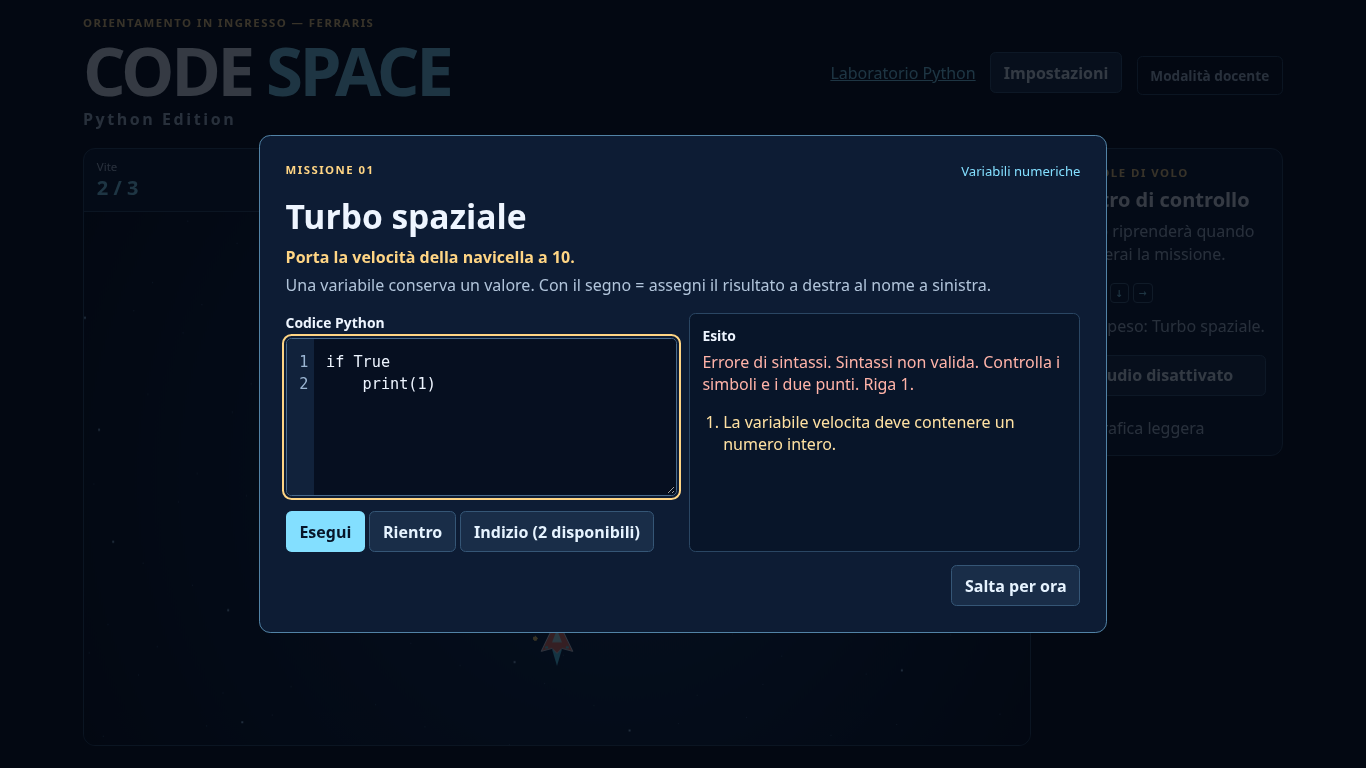 ORIENTAMENTO IN INGRESSO — FERRARIS
CODE SPACE
Python Edition
Laboratorio Python
Impostazioni
Modalità docente
Vite
2 / 3
MISSIONE 01
Variabili numeriche
Turbo spaziale
Porta la velocità della navicella a 10.
Una variabile conserva un valore. Con il segno = assegni il risultato a destra al nome a sinistra.
Codice Python
1 if True
2     print(1)
Esegui
Rientro
Indizio (2 disponibili)
Esito
Errore di sintassi. Sintassi non valida. Controlla i
simboli e i due punti. Riga 1.
1. La variabile velocita deve contenere un
numero intero.
Salta per ora
DI VOLO
di controllo
riprenderà quando
la missione.
↓ →
Turbo spaziale.
disattivato
leggera